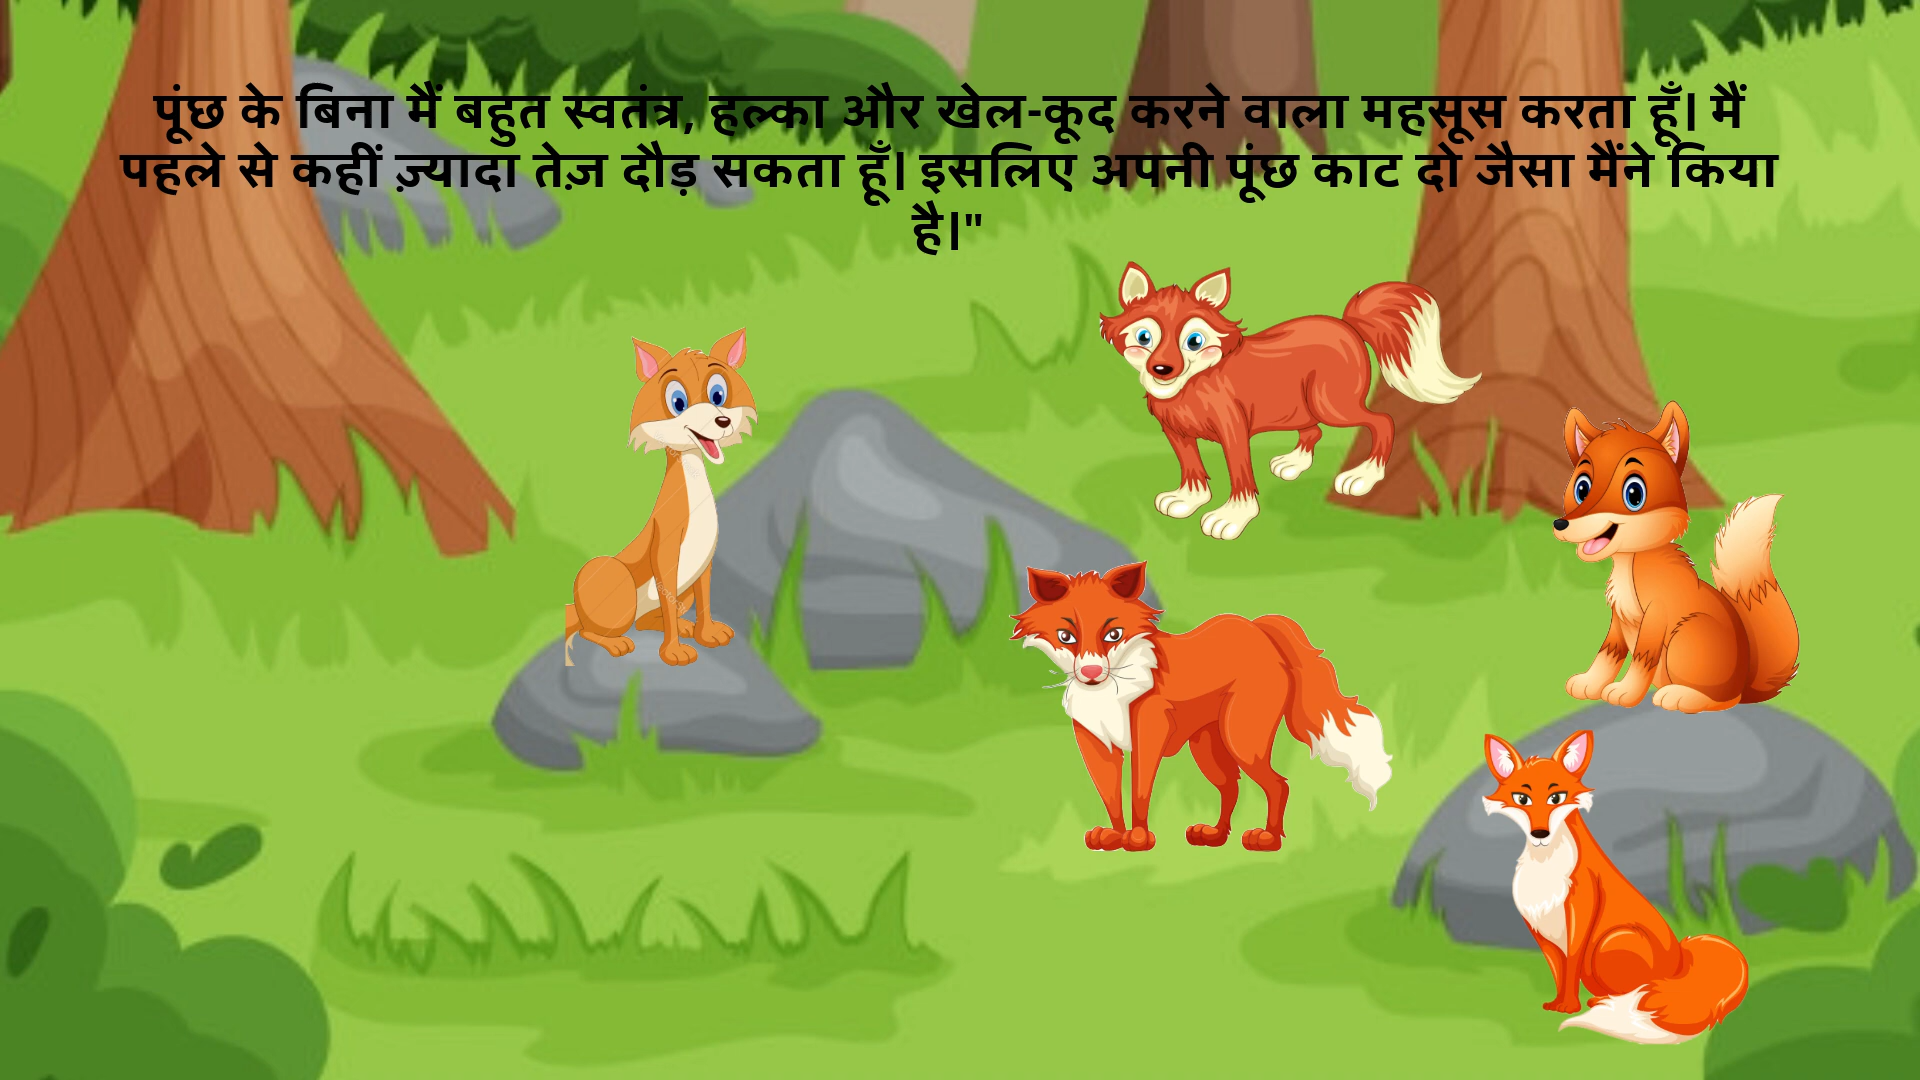 पूंछ के बिना मैं बहुत स्वतंत्र, हल्का और खेल-कूद करने वाला महसूस करता हूँ। मैं
पहले से कहीं ज़्यादा तेज़ दौड़ सकता हूँ। इसलिए अपनी पूंछ काट दो जैसा मैंने किया
है।"